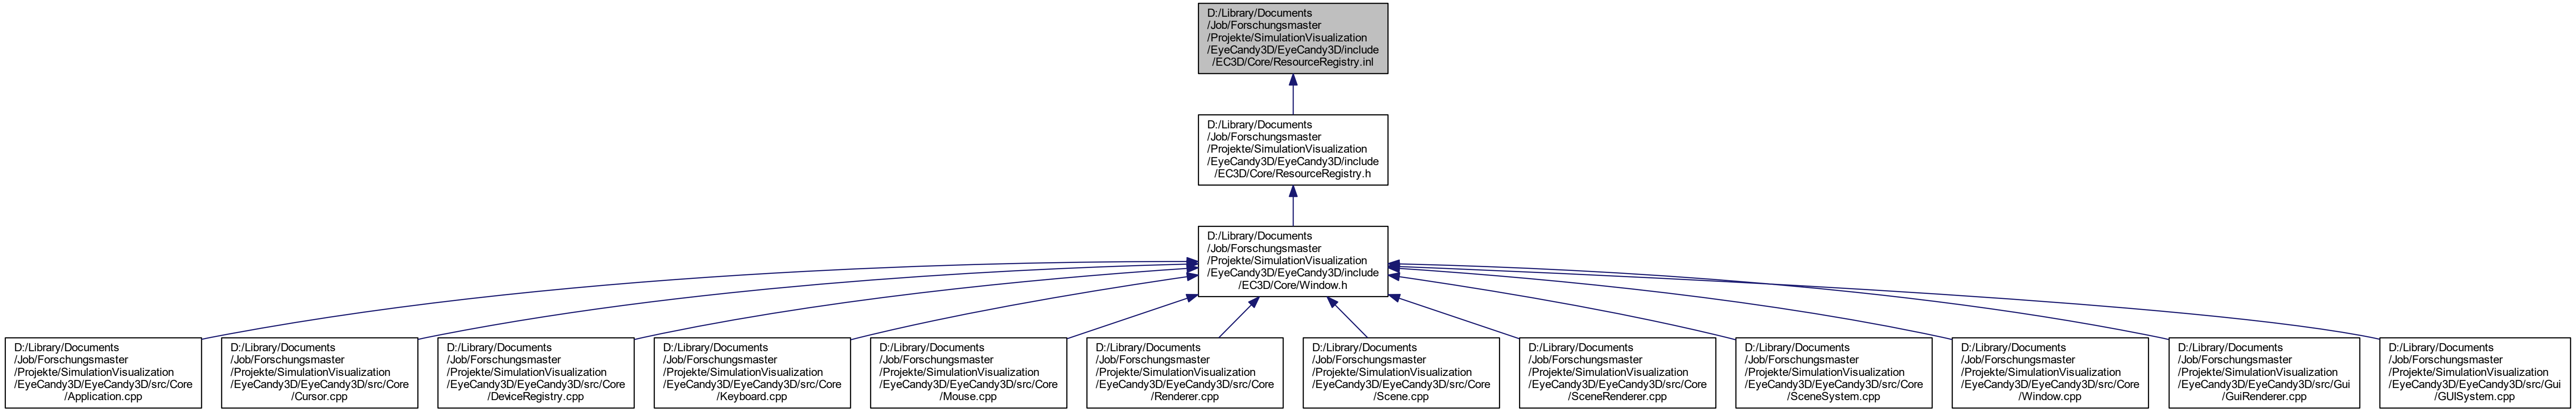 D:/Library/Documents
/Job/Forschungsmaster
/Projekte/SimulationVisualization
/EyeCandy3D/EyeCandy3D/include
/EC3D/Core/ResourceRegistry.inl
D:/Library/Documents
/Job/Forschungsmaster
/Projekte/SimulationVisualization
/EyeCandy3D/EyeCandy3D/include
/EC3D/Core/ResourceRegistry.h
D:/Library/Documents
/Job/Forschungsmaster
/Projekte/SimulationVisualization
/EyeCandy3D/EyeCandy3D/include
/EC3D/Core/Window.h
D:/Library/Documents
/Job/Forschungsmaster
/Projekte/SimulationVisualization
/EyeCandy3D/EyeCandy3D/src/Core
/Application.cpp
D:/Library/Documents
/Job/Forschungsmaster
/Projekte/SimulationVisualization
/EyeCandy3D/EyeCandy3D/src/Core
/Cursor.cpp
D:/Library/Documents
/Job/Forschungsmaster
/Projekte/SimulationVisualization
/EyeCandy3D/EyeCandy3D/src/Core
/DeviceRegistry.cpp
D:/Library/Documents
/Job/Forschungsmaster
/Projekte/SimulationVisualization
/EyeCandy3D/EyeCandy3D/src/Core
/Keyboard.cpp
D:/Library/Documents
/Job/Forschungsmaster
/Projekte/SimulationVisualization
/EyeCandy3D/EyeCandy3D/src/Core
/Mouse.cpp
D:/Library/Documents
/Job/Forschungsmaster
/Projekte/SimulationVisualization
/EyeCandy3D/EyeCandy3D/src/Core
/Renderer.cpp
D:/Library/Documents
/Job/Forschungsmaster
/Projekte/SimulationVisualization
/EyeCandy3D/EyeCandy3D/src/Core
/Scene.cpp
D:/Library/Documents
/Job/Forschungsmaster
/Projekte/SimulationVisualization
/EyeCandy3D/EyeCandy3D/src/Core
/SceneRenderer.cpp
D:/Library/Documents
/Job/Forschungsmaster
/Projekte/SimulationVisualization
/EyeCandy3D/EyeCandy3D/src/Core
/SceneSystem.cpp
D:/Library/Documents
/Job/Forschungsmaster
/Projekte/SimulationVisualization
/EyeCandy3D/EyeCandy3D/src/Core
/Window.cpp
D:/Library/Documents
/Job/Forschungsmaster
/Projekte/SimulationVisualization
/EyeCandy3D/EyeCandy3D/src/Gui
/GuiRenderer.cpp
D:/Library/Documents
/Job/Forschungsmaster
/Projekte/SimulationVisualization
/EyeCandy3D/EyeCandy3D/src/Gui
/GUISystem.cpp